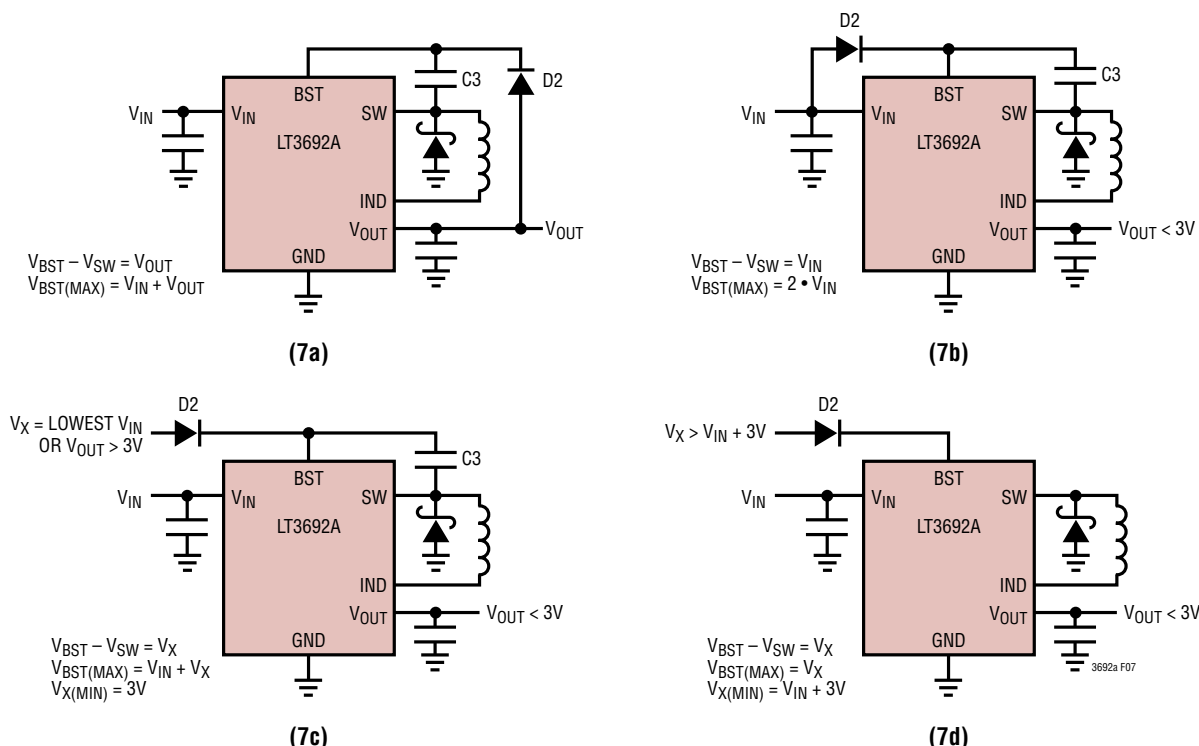 D2
BST
C3
D2
V_IN
V_IN
SW
LT3692A
IND
V_OUT
V_OUT
GND
V_BST – V_SW = V_OUT
V_BST(MAX) = V_IN + V_OUT
(7a)
D2
BST
C3
V_IN
V_IN
SW
LT3692A
IND
V_OUT
V_OUT < 3V
GND
V_BST – V_SW = V_IN
V_BST(MAX) = 2 • V_IN
(7b)
D2
V_X = LOWEST V_IN
OR V_OUT > 3V
BST
C3
V_IN
V_IN
SW
LT3692A
IND
V_OUT
V_OUT < 3V
GND
V_BST – V_SW = V_X
V_BST(MAX) = V_IN + V_X
V_X(MIN) = 3V
(7c)
D2
V_X > V_IN + 3V
BST
V_IN
V_IN
SW
LT3692A
IND
V_OUT
V_OUT < 3V
GND
V_BST – V_SW = V_X
V_BST(MAX) = V_X
V_X(MIN) = V_IN + 3V
3692a F07
(7d)